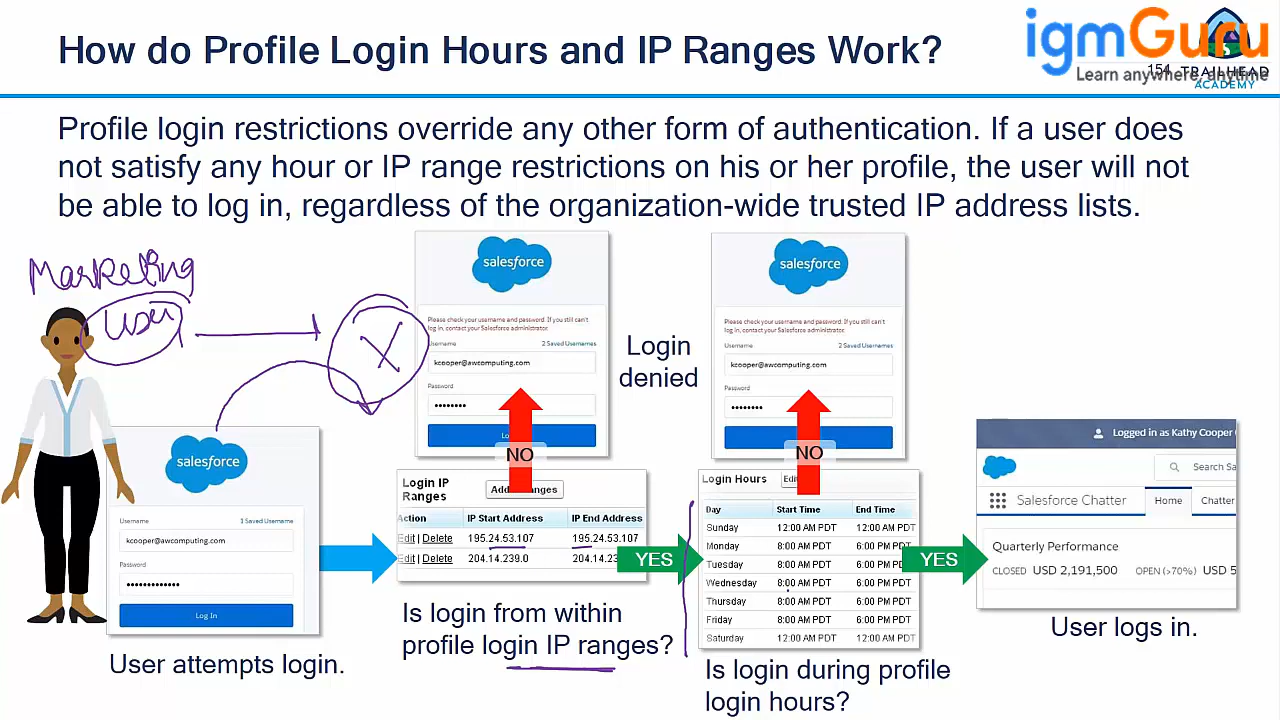 How do Profile Login Hours and IP Ranges Work?
igmGuru
Learn anywhere, anytime
154 TRAILHEAD
ACADEMY
Profile login restrictions override any other form of authentication. If a user does
not satisfy any hour or IP range restrictions on his or her profile, the user will not
be able to log in, regardless of the organization-wide trusted IP address lists.
Marketing
User
X
salesforce
Please check your username and password. If you still can't
log in, contact your Salesforce administrator.
Username 2 Saved Usernames
kcooper@awcomputing.com
Password
NO
Login
denied
salesforce
Please check your username and password. If you still can't
log in, contact your Salesforce administrator.
Username 2 Saved Usernames
kcooper@awcomputing.com
Password
NO
salesforce
Username 3 Saved Username
kcooper@awcomputing.com
Password
Log In
User attempts login.
Login IP
Ranges
Action IP Start Address IP End Address
Edit | Delete 195.24.53.107 195.24.53.107
Edit | Delete 204.14.239.0 204.14.23
YES
Is login from within
profile login IP ranges?
Login Hours Edit
Day Start Time End Time
Sunday 12:00 AM PDT 12:00 AM PDT
Monday 8:00 AM PDT 6:00 PM PDT
Tuesday 8:00 AM PDT 6:00 PM PDT
Wednesday 8:00 AM PDT 6:00 PM PDT
Thursday 8:00 AM PDT 6:00 PM PDT
Friday 8:00 AM PDT 6:00 PM PDT
Saturday 12:00 AM PDT 12:00 AM PDT
YES
Is login during profile
login hours?
Logged in as Kathy Cooper
Search Sa
Salesforce Chatter Home Chatter
Quarterly Performance
CLOSED USD 2,191,500 OPEN (>70%) USD 5
User logs in.